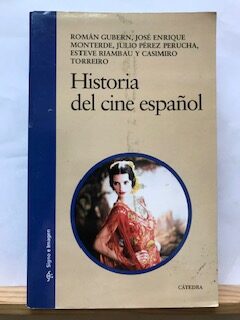 ROMÁN GUBERN, JOSÉ ENRIQUE
MONTERDE, JULIO PÉREZ PERUCHA,
ESTEVE RIAMBAU Y CASIMIRO
TORREIRO
Historia
del cine español
Signo e Imagen
CÁTEDRA